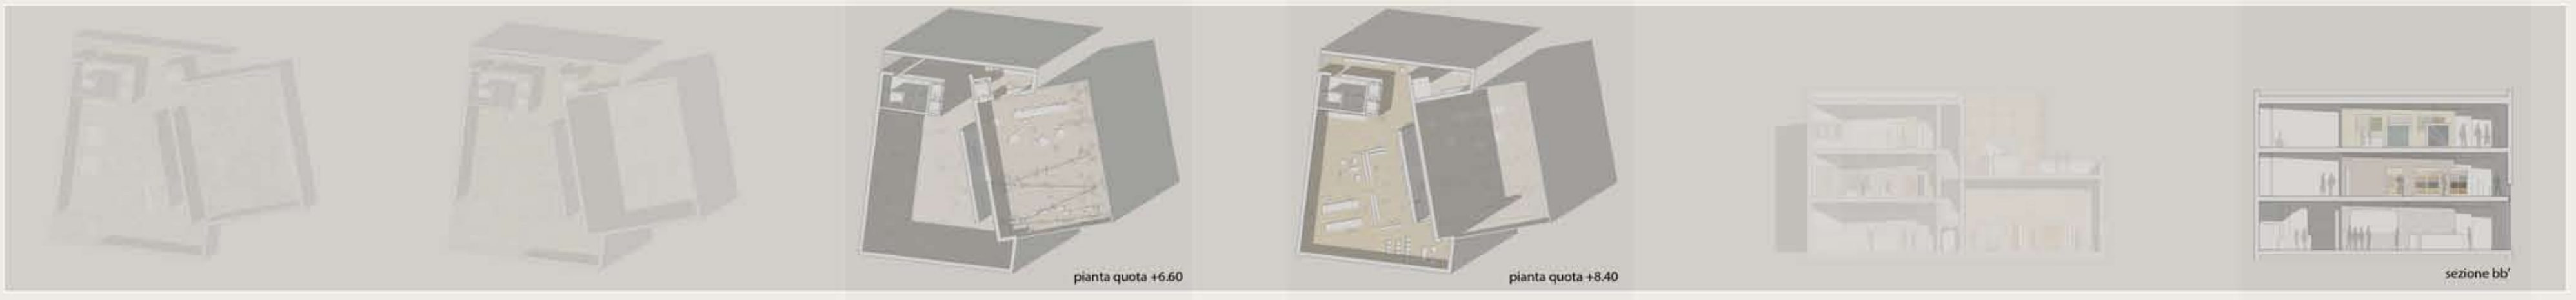 pianta quota +6.60
pianta quota +8.40
sezione bb'